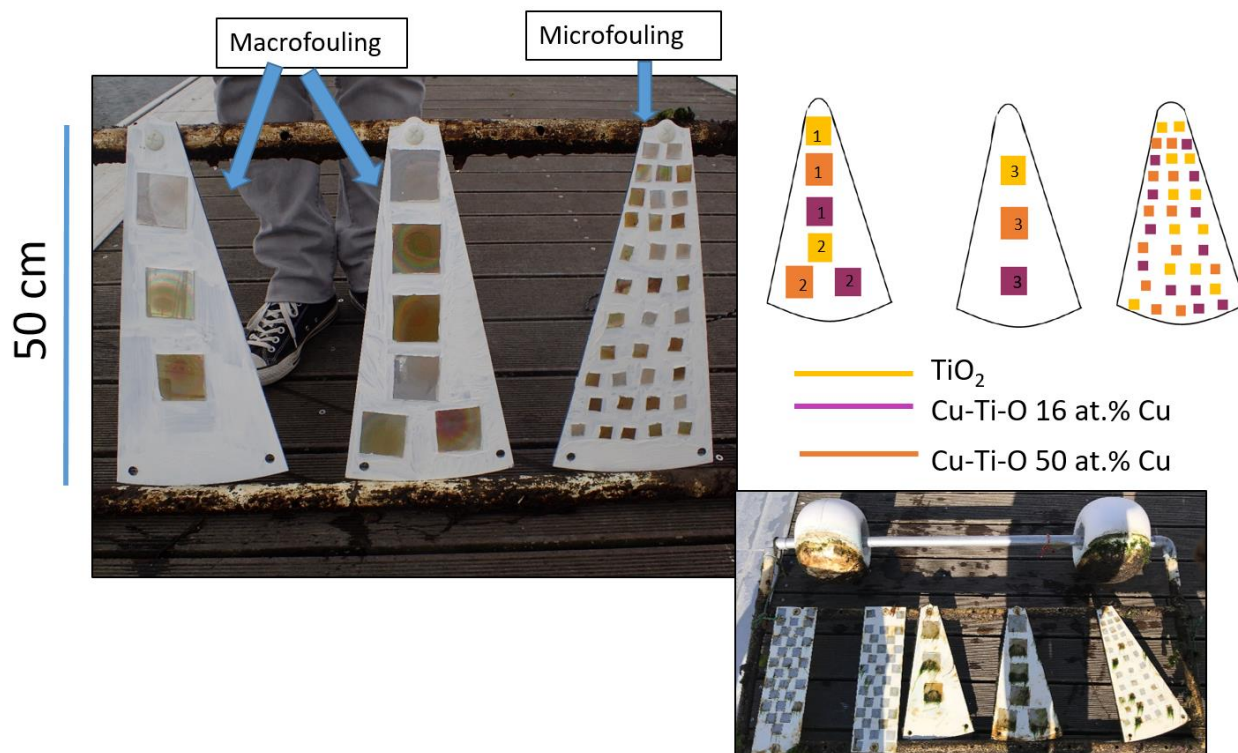 Macrofouling
Microfouling
50 cm
1
1
1
2
2
2
3
3
3
TiO₂
Cu-Ti-O 16 at.% Cu
Cu-Ti-O 50 at.% Cu